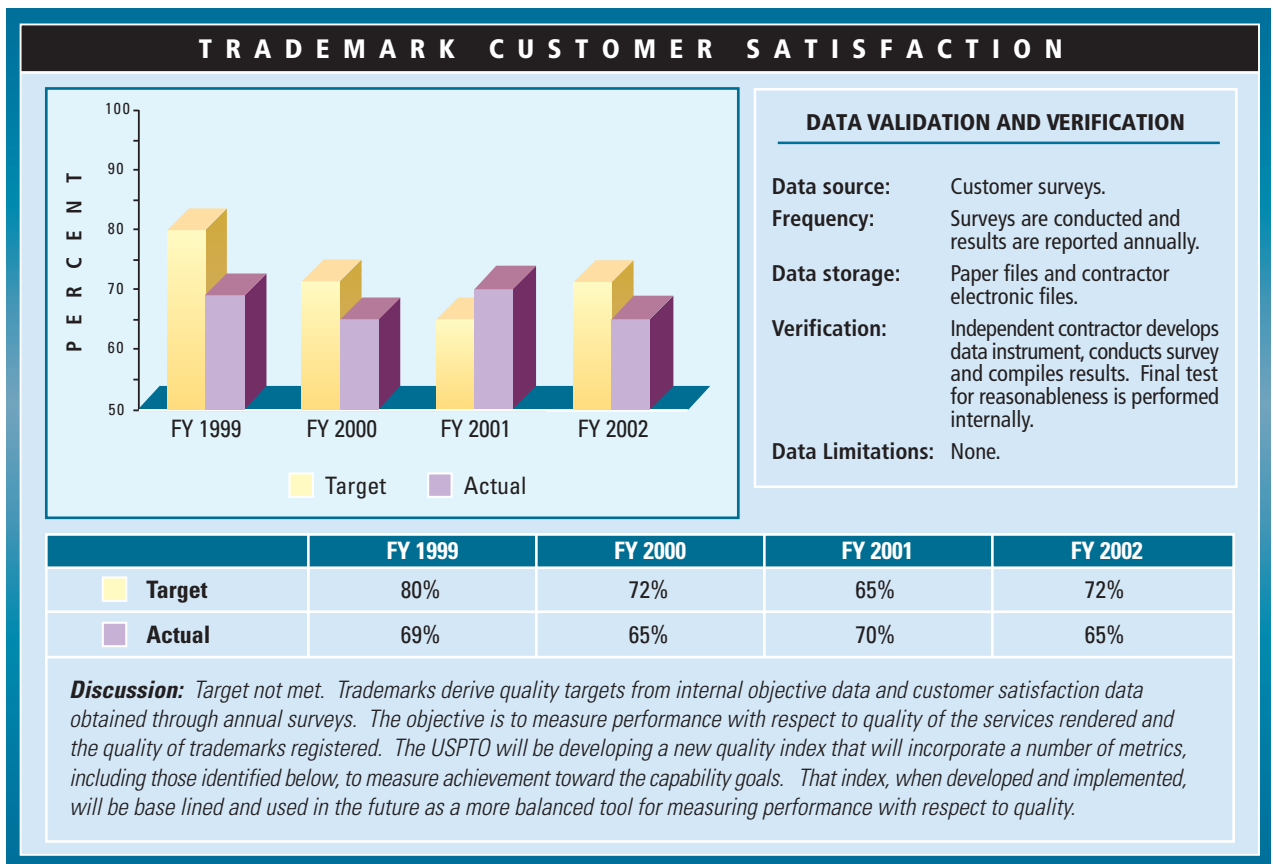 TRADEMARK CUSTOMER SATISFACTION
PERCENT
100
90
80
70
60
50
FY 1999 FY 2000 FY 2001 FY 2002
Target Actual
DATA VALIDATION AND VERIFICATION
Data source: Customer surveys.
Frequency: Surveys are conducted and
results are reported annually.
Data storage: Paper files and contractor
electronic files.
Verification: Independent contractor develops
data instrument, conducts survey
and compiles results. Final test
for reasonableness is performed
internally.
Data Limitations: None.
FY 1999 FY 2000 FY 2001 FY 2002
Target 80% 72% 65% 72%
Actual 69% 65% 70% 65%
Discussion: Target not met. Trademarks derive quality targets from internal objective data and customer satisfaction data
obtained through annual surveys. The objective is to measure performance with respect to quality of the services rendered and
the quality of trademarks registered. The USPTO will be developing a new quality index that will incorporate a number of metrics,
including those identified below, to measure achievement toward the capability goals. That index, when developed and implemented,
will be base lined and used in the future as a more balanced tool for measuring performance with respect to quality.